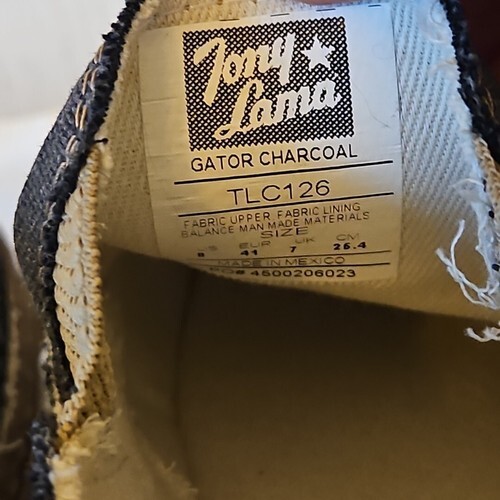 Tony
Lama
GATOR CHARCOAL
TLC126
FABRIC UPPER FABRIC LINING
BALANCE MAN MADE MATERIALS
SIZE
EUR UK CM
8 41 7 25.4
MADE IN MEXICO
4500206023